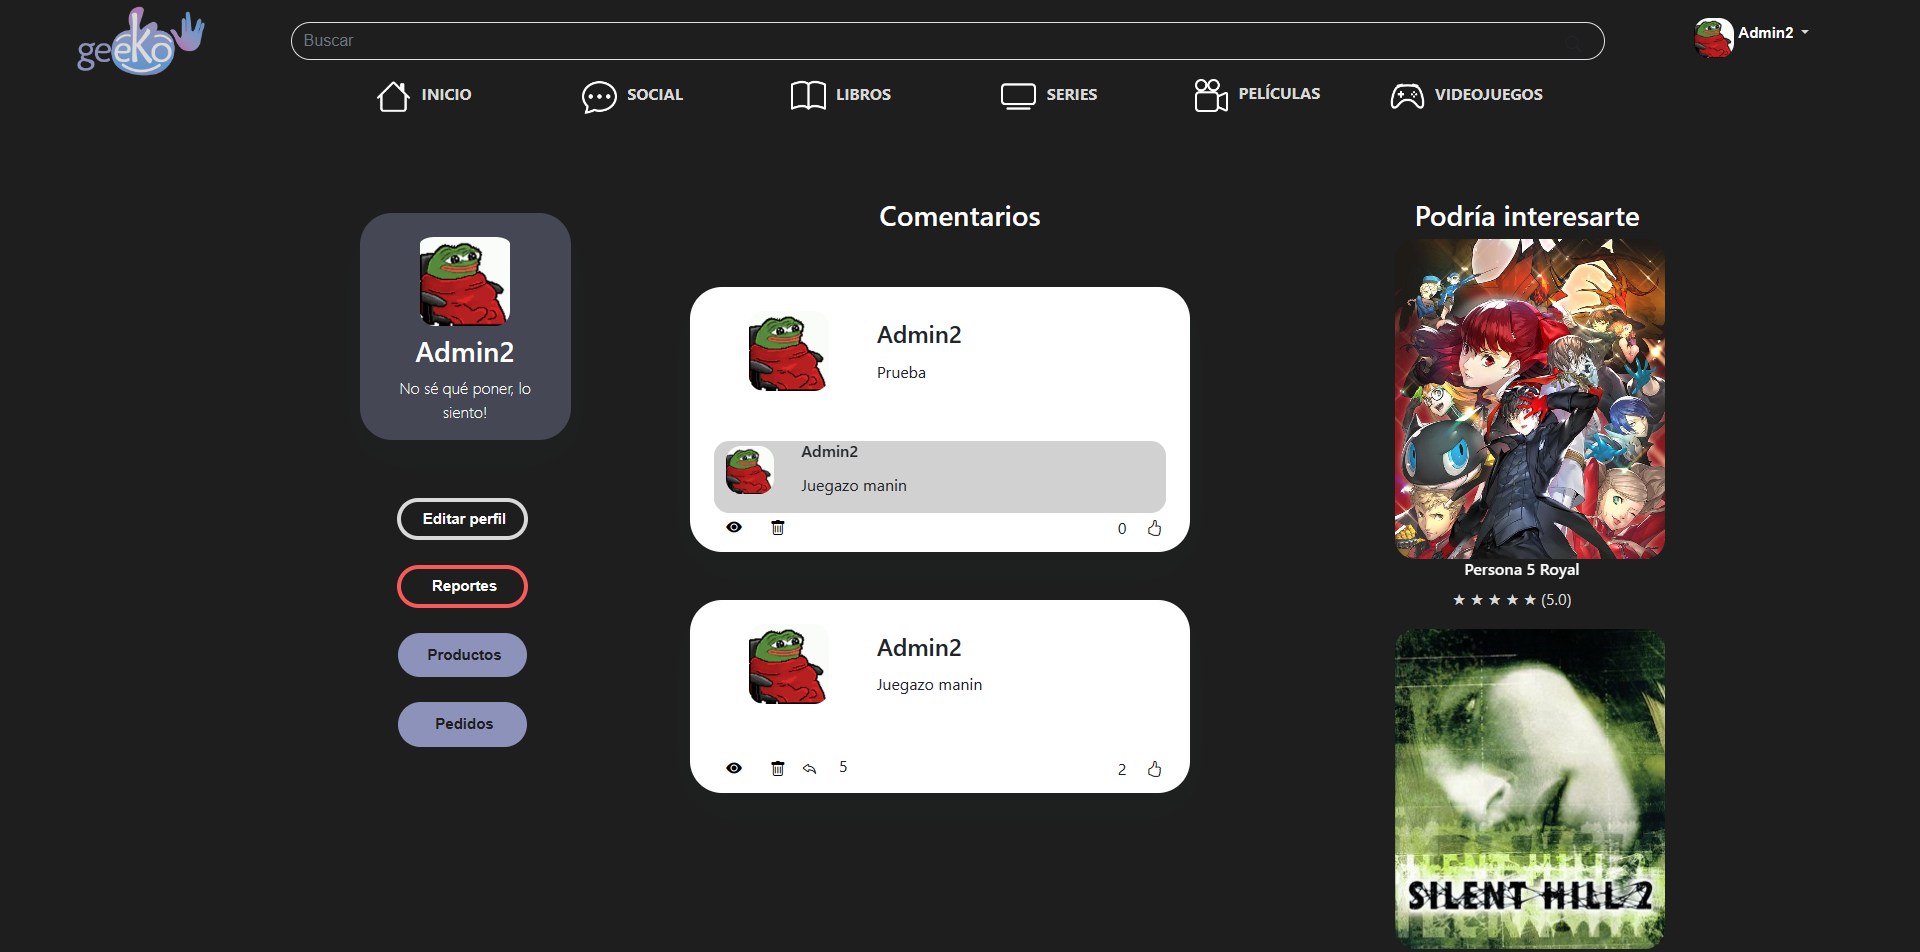 geeKo
Buscar
Admin2
INICIO
SOCIAL
LIBROS
SERIES
PELÍCULAS
VIDEOJUEGOS
Admin2
No sé qué poner, lo
siento!
Editar perfil
Reportes
Productos
Pedidos
Comentarios
Admin2
Prueba
Admin2
Juegazo manin
0
Admin2
Juegazo manin
5
2
Podría interesarte
Persona 5 Royal
★ ★ ★ ★ ★ (5.0)
SILENT HILL 2